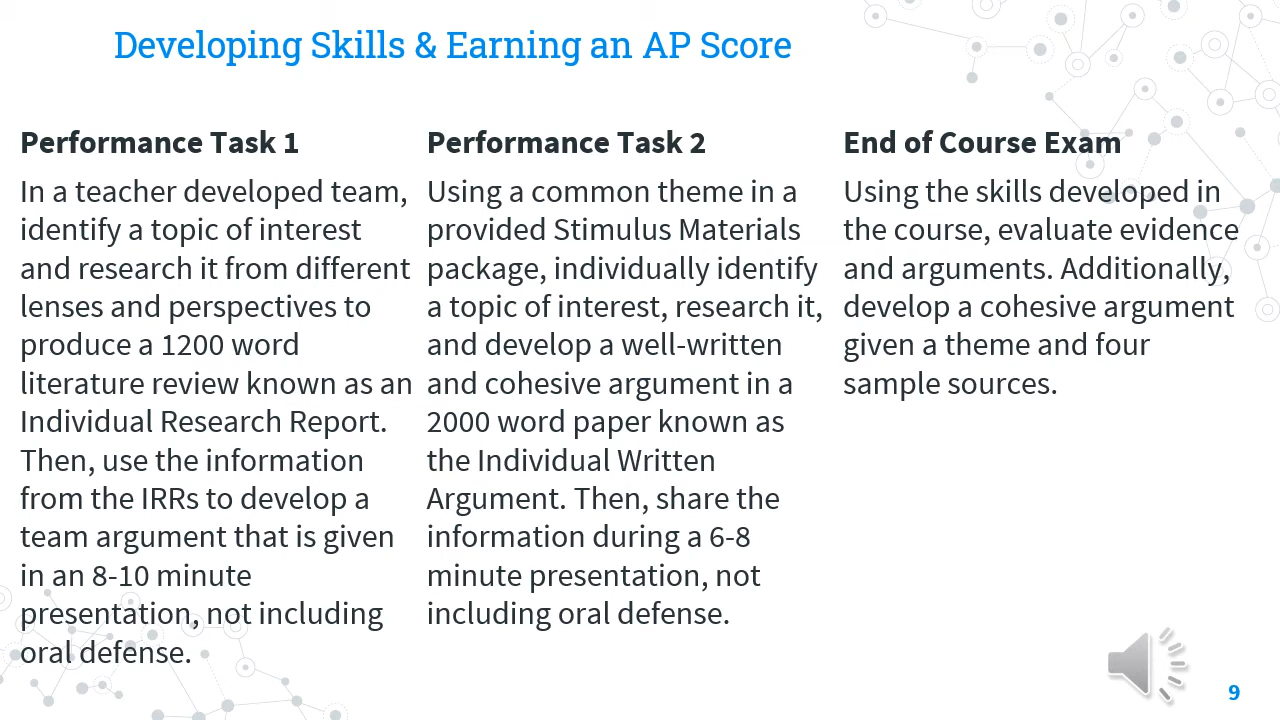 Developing Skills & Earning an AP Score
Performance Task 1
In a teacher developed team,
identify a topic of interest
and research it from different
lenses and perspectives to
produce a 1200 word
literature review known as an
Individual Research Report.
Then, use the information
from the IRRs to develop a
team argument that is given
in an 8-10 minute
presentation, not including
oral defense.
Performance Task 2
Using a common theme in a
provided Stimulus Materials
package, individually identify
a topic of interest, research it,
and develop a well-written
and cohesive argument in a
2000 word paper known as
the Individual Written
Argument. Then, share the
information during a 6-8
minute presentation, not
including oral defense.
End of Course Exam
Using the skills developed in
the course, evaluate evidence
and arguments. Additionally,
develop a cohesive argument
given a theme and four
sample sources.
9